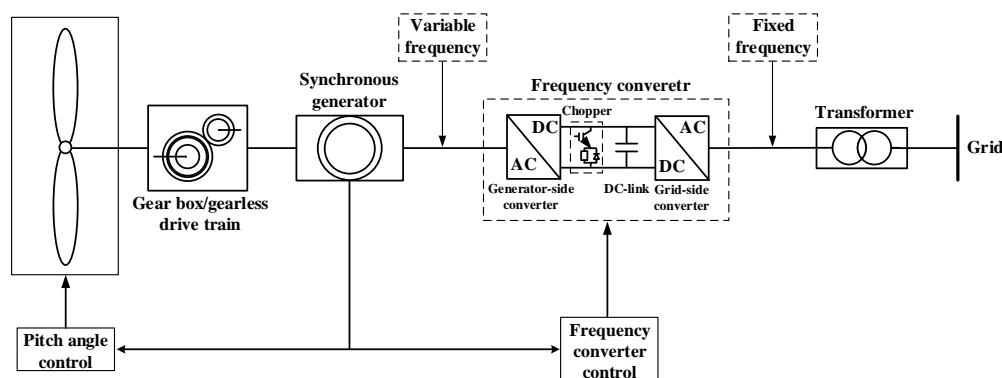 Variable
frequency
Fixed
frequency
Synchronous
generator
Frequency converetr
Chopper
Transformer
DC
AC
AC
DC
Grid
Generator-side
converter
DC-link
Grid-side
converter
Gear box/gearless
drive train
Pitch angle
control
Frequency
converter
control